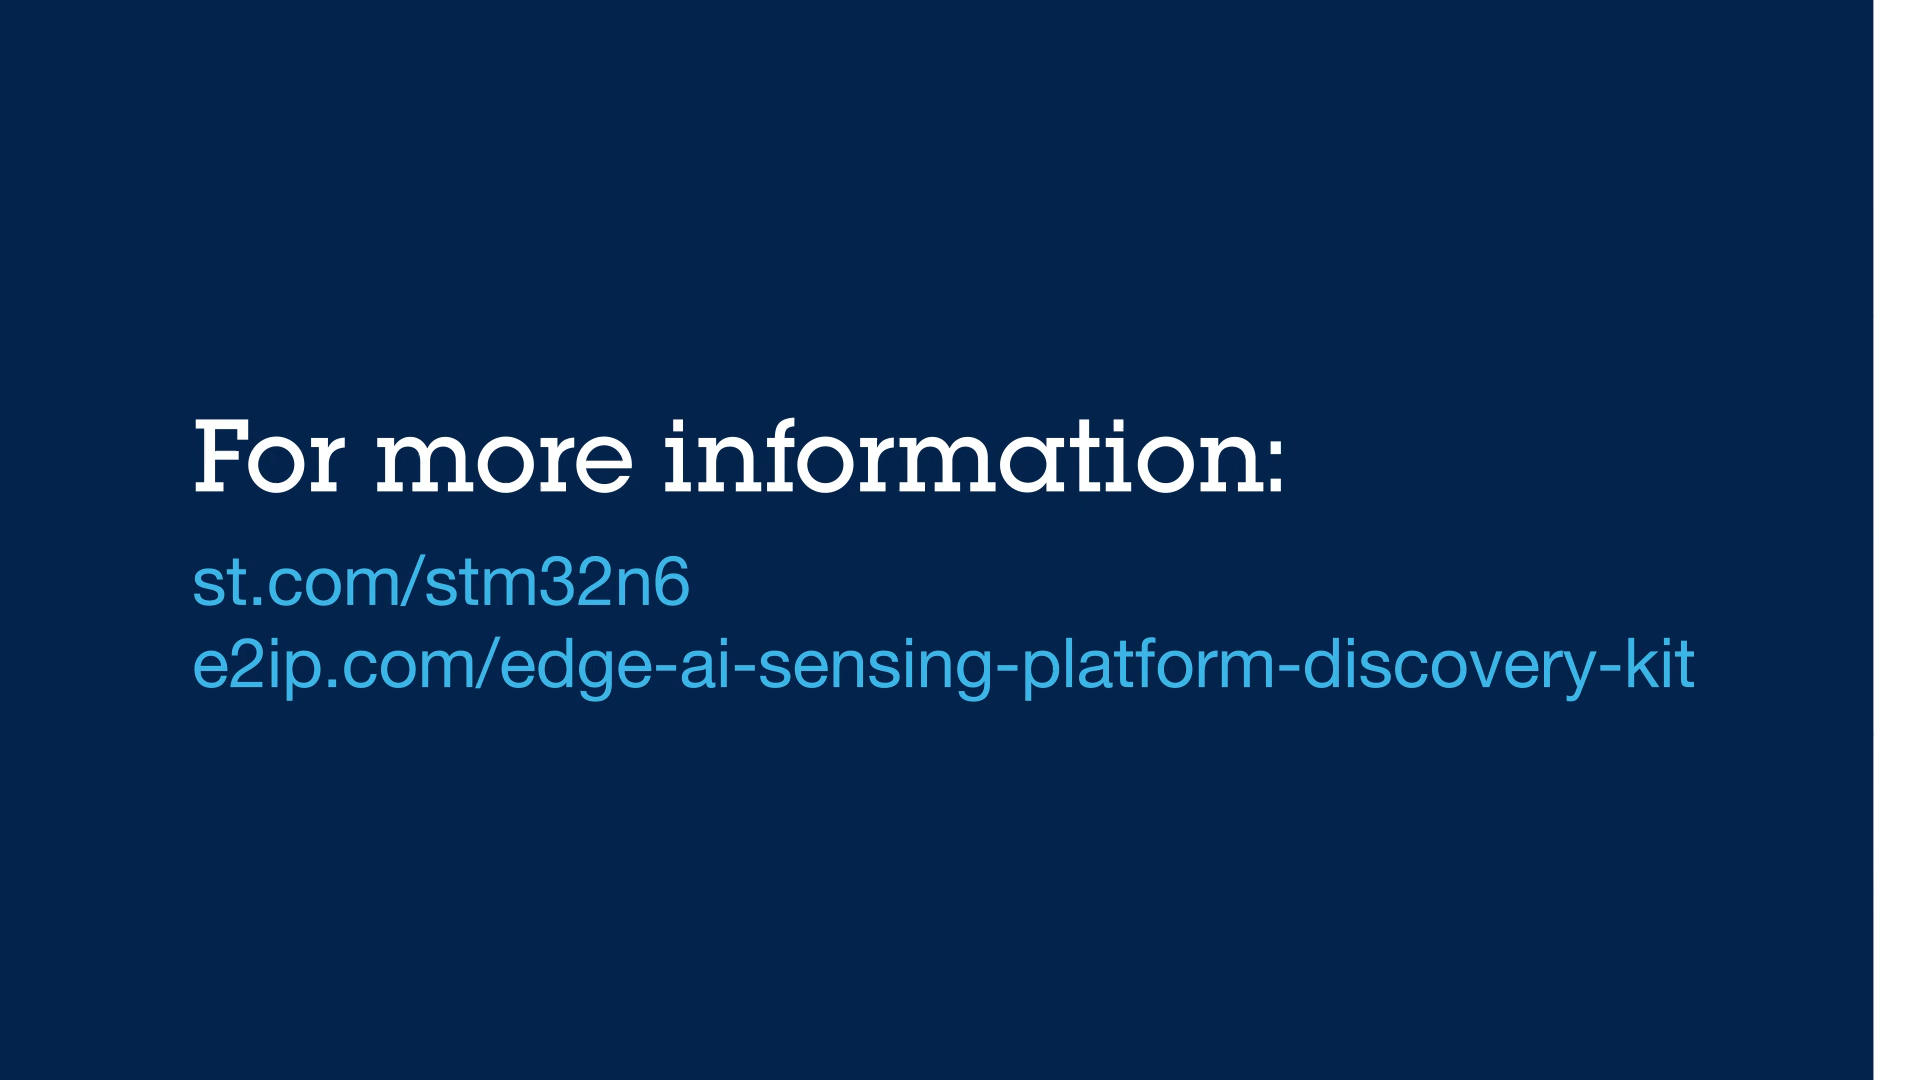 For more information:
st.com/stm32n6
e2ip.com/edge-ai-sensing-platform-discovery-kit